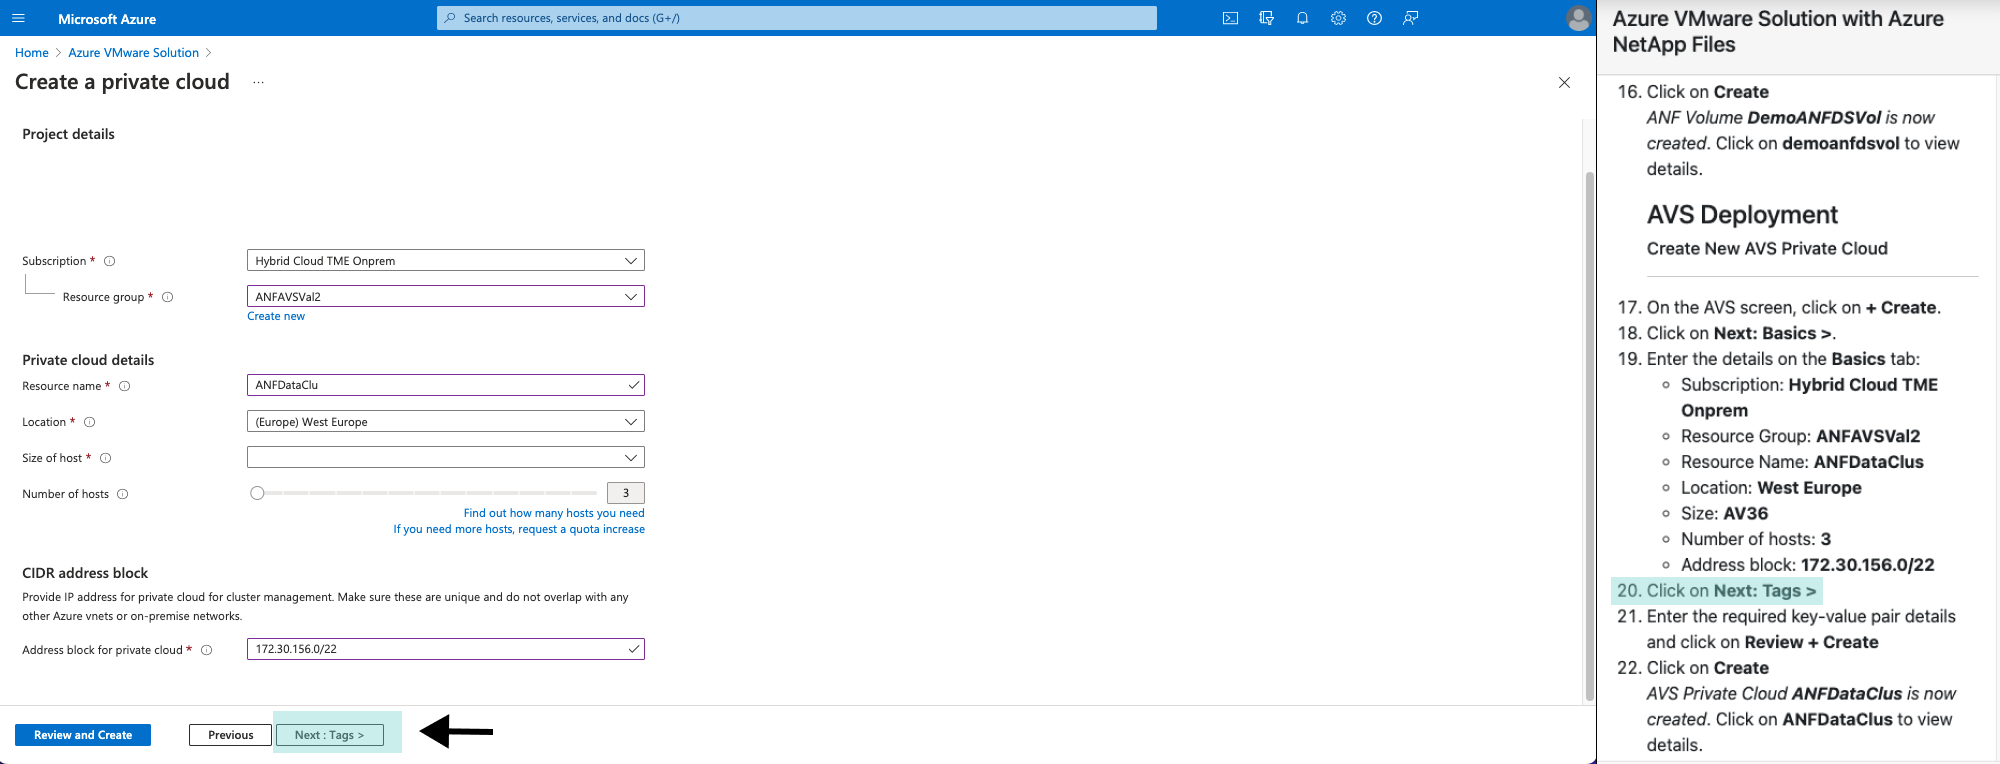 Microsoft Azure
Search resources, services, and docs (G+/)
Home > Azure VMware Solution >
Create a private cloud ...
Project details
Subscription *
Hybrid Cloud TME Onprem
Resource group *
ANFAVSVal2
Create new
Private cloud details
Resource name *
ANFDataClu
Location *
(Europe) West Europe
Size of host *
Number of hosts
3
Find out how many hosts you need
If you need more hosts, request a quota increase
CIDR address block
Provide IP address for private cloud for cluster management. Make sure these are unique and do not overlap with any
other Azure vnets or on-premise networks.
Address block for private cloud *
172.30.156.0/22
Review and Create
Previous
Next : Tags >
Azure VMware Solution with Azure
NetApp Files
16. Click on Create
ANF Volume DemoANFDSVol is now
created. Click on demoanfdsvol to view
details.
AVS Deployment
Create New AVS Private Cloud
17. On the AVS screen, click on + Create.
18. Click on Next: Basics >.
19. Enter the details on the Basics tab:
Subscription: Hybrid Cloud TME
Onprem
Resource Group: ANFAVSVal2
Resource Name: ANFDataClus
Location: West Europe
Size: AV36
Number of hosts: 3
Address block: 172.30.156.0/22
20. Click on Next: Tags >
21. Enter the required key-value pair details
and click on Review + Create
22. Click on Create
AVS Private Cloud ANFDataClus is now
created. Click on ANFDataClus to view
details.